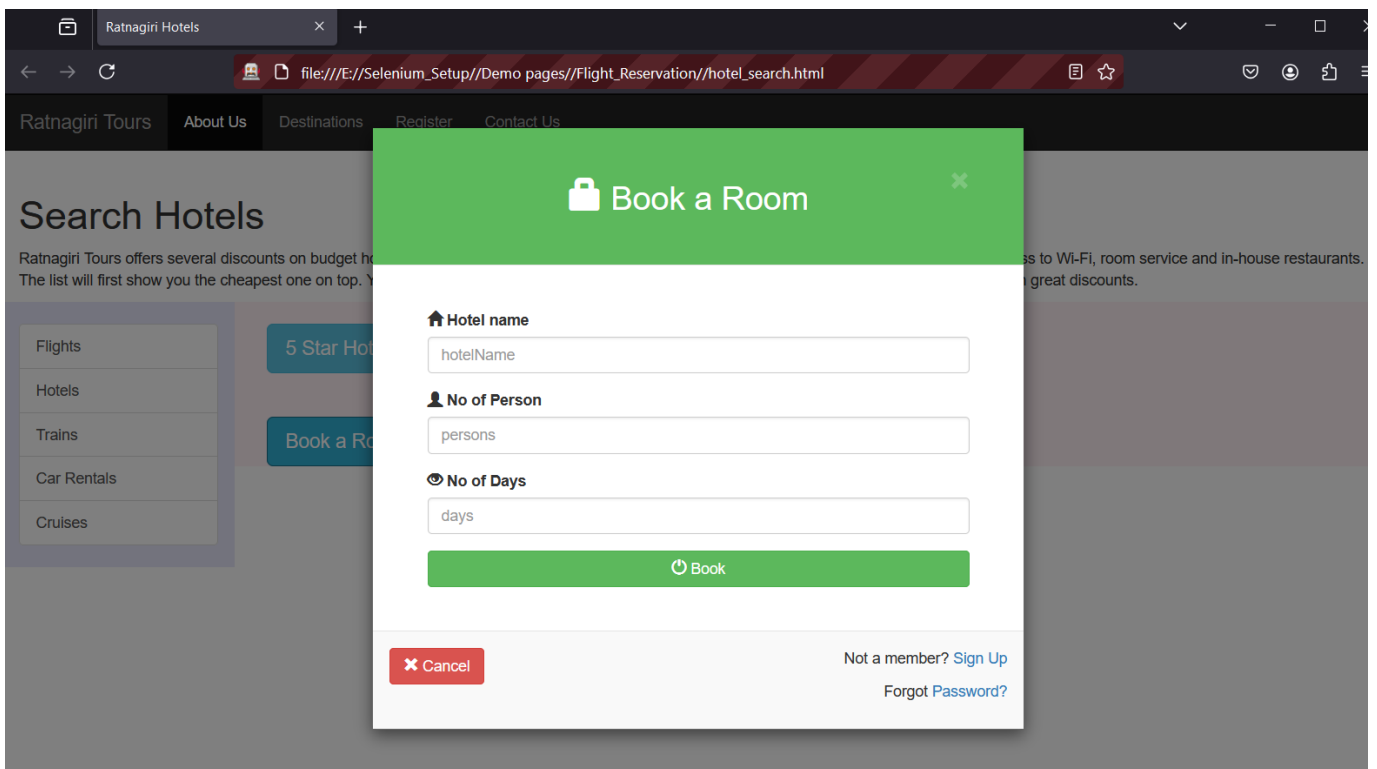 Ratnagiri Hotels
file:///E://Selenium_Setup//Demo pages//Flight_Reservation//hotel_search.html
Ratnagiri Tours About Us Destinations Register Contact Us
Book a Room
Search Hotels
Ratnagiri Tours offers several discounts on budget ss to Wi-Fi, room service and in-house restaurants.
The list will first show you the cheapest one on top. great discounts.
Hotel name
hotelName
No of Person
persons
No of Days
days
Book
Cancel
Not a member? Sign Up
Forgot Password?
Flights
Hotels
Trains
Car Rentals
Cruises
5 Star Hot
Book a Ro